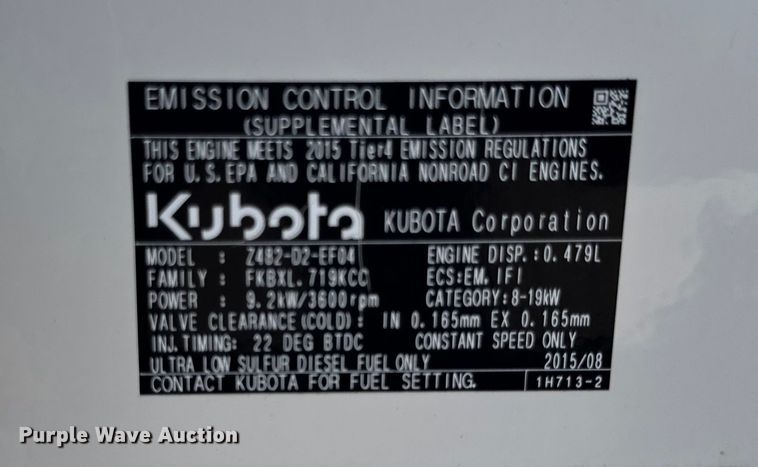 EMISSION CONTROL INFORMATION
(SUPPLEMENTAL LABEL)
THIS ENGINE MEETS 2015 Tier4 EMISSION REGULATIONS
FOR U.S.EPA AND CALIFORNIA NONROAD CI ENGINES.
Kubota KUBOTA Corporation
MODEL : Z482-D2-EF04 ENGINE DISP.:0.479L
FAMILY : FKBXL.719KCC ECS:EM, IFI
POWER : 9.2kW/3600rpm CATEGORY:8-19kW
VALVE CLEARANCE(COLD): IN 0.165mm EX 0.165mm
INJ.TIMING: 22 DEG BTDC CONSTANT SPEED ONLY
ULTRA LOW SULFUR DIESEL FUEL ONLY 2015/08
CONTACT KUBOTA FOR FUEL SETTING. 1H713-2
Purple Wave Auction